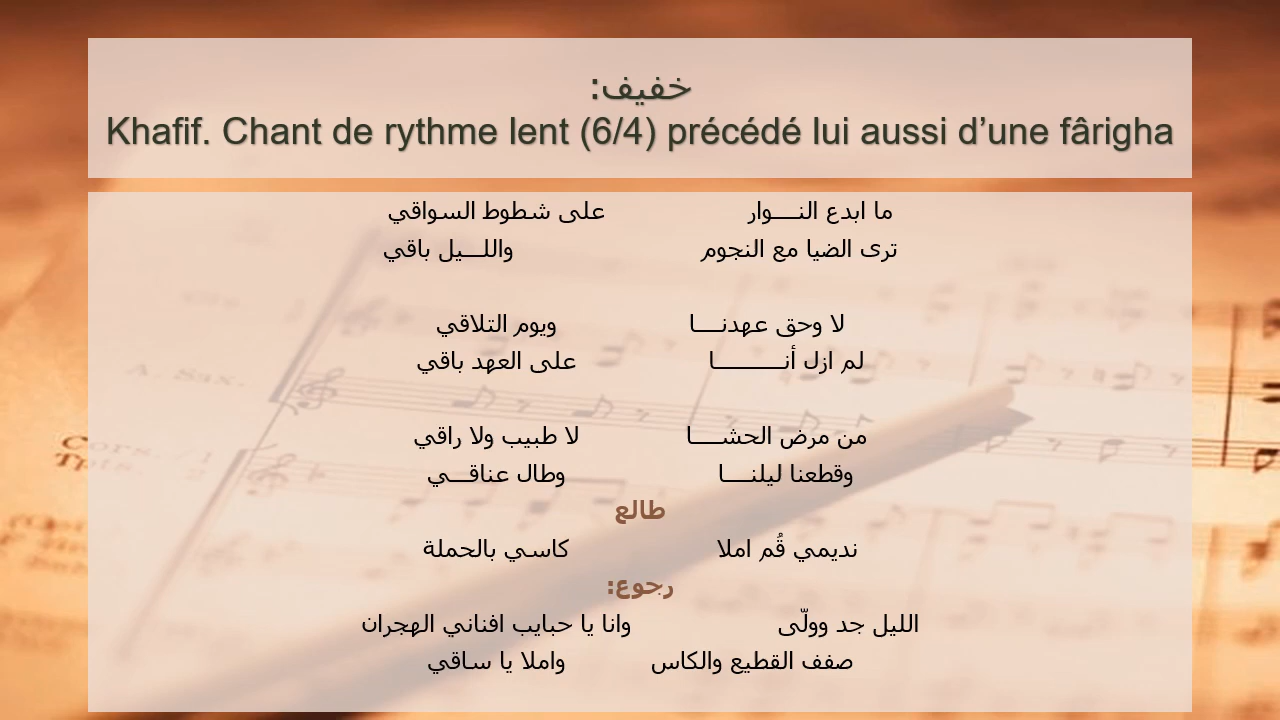 خفيف:
Khafif. Chant de rythme lent (6/4) précédé lui aussi d’une fârigha
ما ابدع النـــوار على شطوط السواقي
ترى الضيا مع النجوم واللـــيل باقي
لا وحق عهدنـــا ويوم التلاقي
لم ازل أنــــــــا على العهد باقي
من مرض الحشـــا لا طبيب ولا راقي
وقطعنا ليلنـــا وطال عناقـــي
طالع
نديمي قُم املا كاسي بالحملة
رجوع:
الليل جد وولّى وانا يا حبايب افناني الهجران
صفف القطيع والكاس واملا يا ساقي
A. Sax.